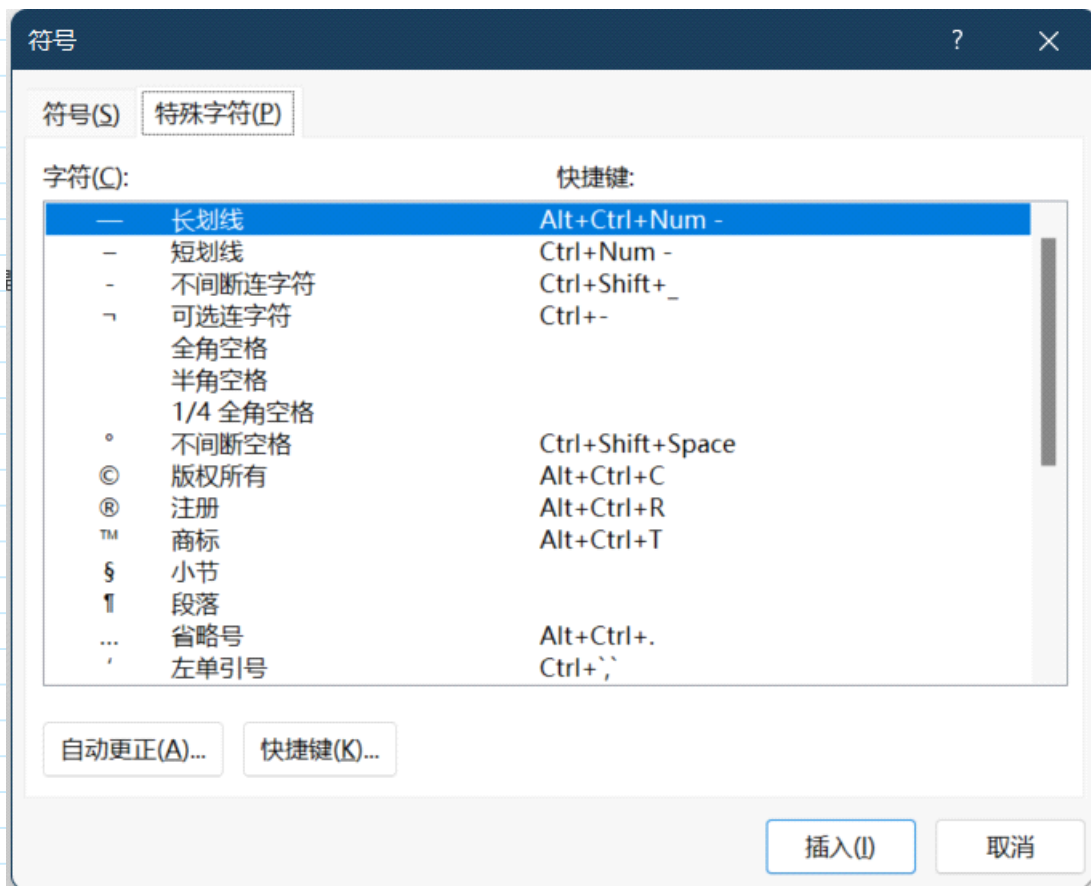 符号 ?
符号(S) 特殊字符(P)
字符(C): 快捷键:
— 长划线 Alt+Ctrl+Num -
– 短划线 Ctrl+Num -
- 不间断连字符 Ctrl+Shift+_
¬ 可选连字符 Ctrl+-
全角空格
半角空格
1/4 全角空格
° 不间断空格 Ctrl+Shift+Space
© 版权所有 Alt+Ctrl+C
® 注册 Alt+Ctrl+R
™ 商标 Alt+Ctrl+T
§ 小节
¶ 段落
… 省略号 Alt+Ctrl+.
‘ 左单引号 Ctrl+`,`
自动更正(A)... 快捷键(K)...
插入(I) 取消